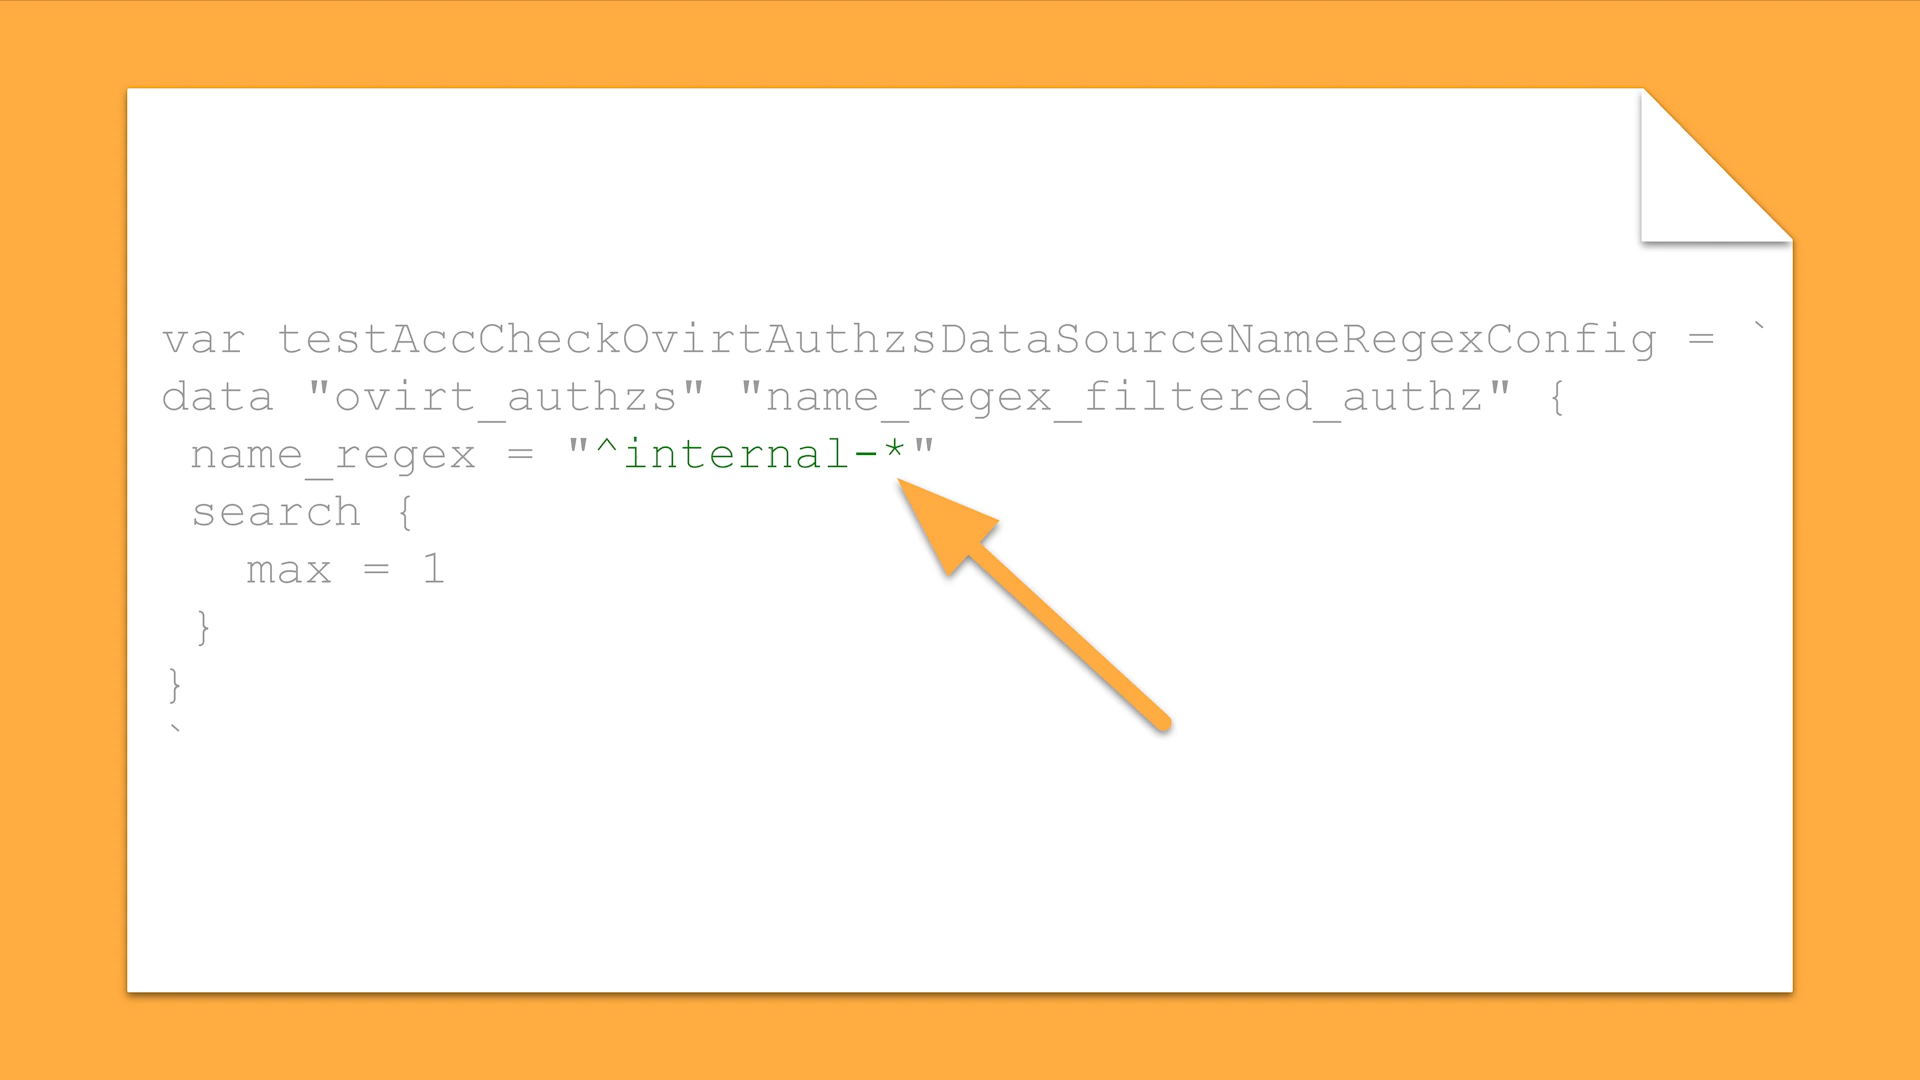 var testAccCheckOvirtAuthzsDataSourceNameRegexConfig = `
data "ovirt_authzs" "name_regex_filtered_authz" {
name_regex = "^internal-*"
search {
max = 1
}
}
`